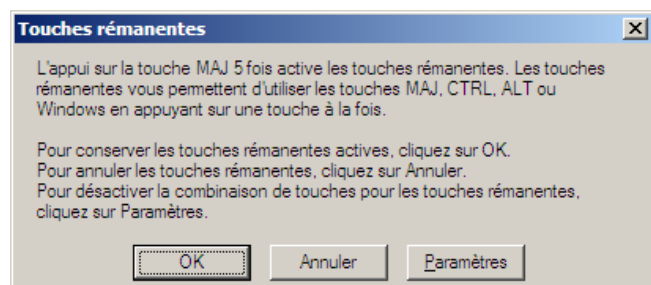 Touches rémanentes
L'appui sur la touche MAJ 5 fois active les touches rémanentes. Les touches
rémanentes vous permettent d'utiliser les touches MAJ, CTRL, ALT ou
Windows en appuyant sur une touche à la fois.
Pour conserver les touches rémanentes actives, cliquez sur OK.
Pour annuler les touches rémanentes, cliquez sur Annuler.
Pour désactiver la combinaison de touches pour les touches rémanentes,
cliquez sur Paramètres.
OK Annuler Paramètres